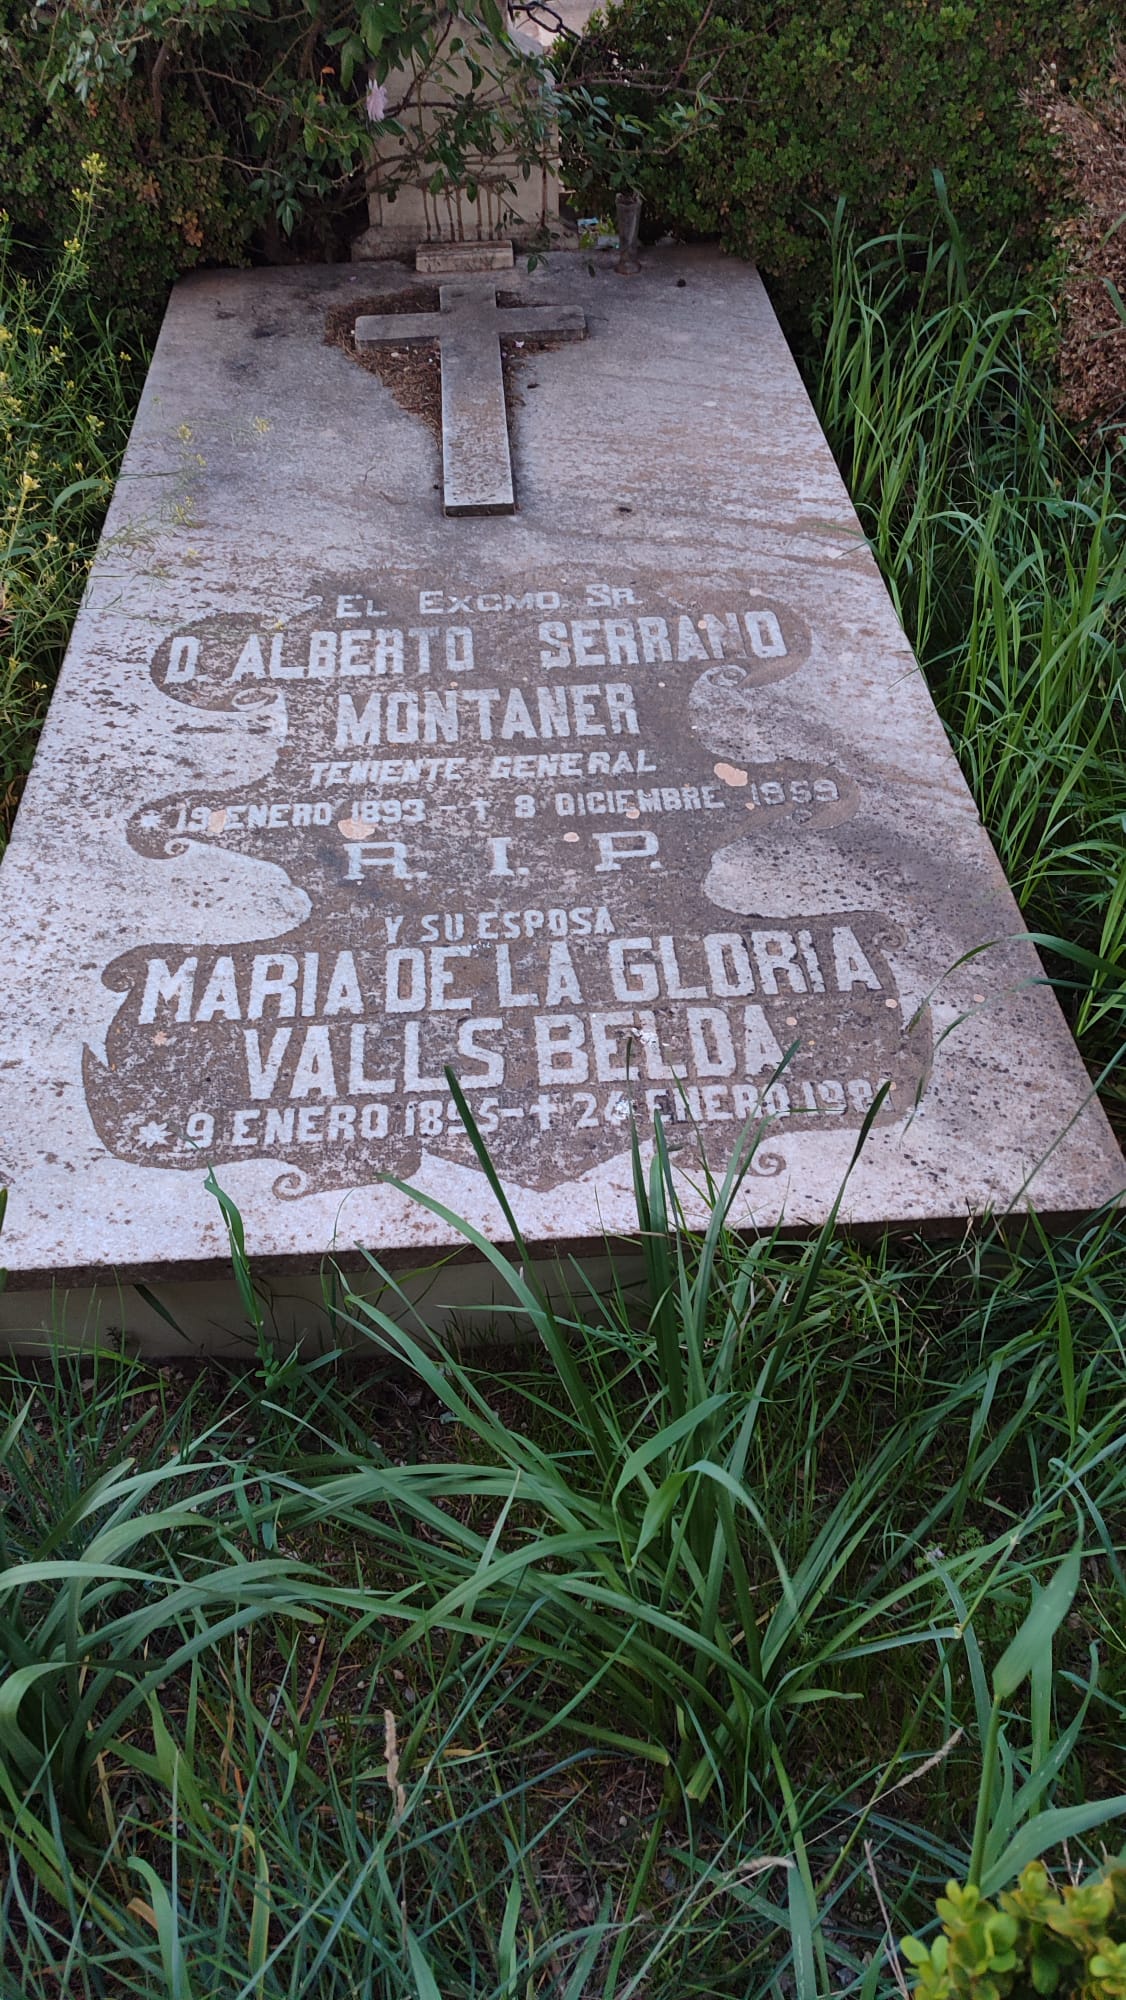 EL EXCMO. SR.
D. ALBERTO SERRANO
MONTANER
TENIENTE GENERAL
* 19 ENERO 1893 - † 8 DICIEMBRE 1959
R. I. P.
Y SU ESPOSA
MARIA DE LA GLORIA
VALLS BELDA
* 9 ENERO 1895 - † 24 ENERO